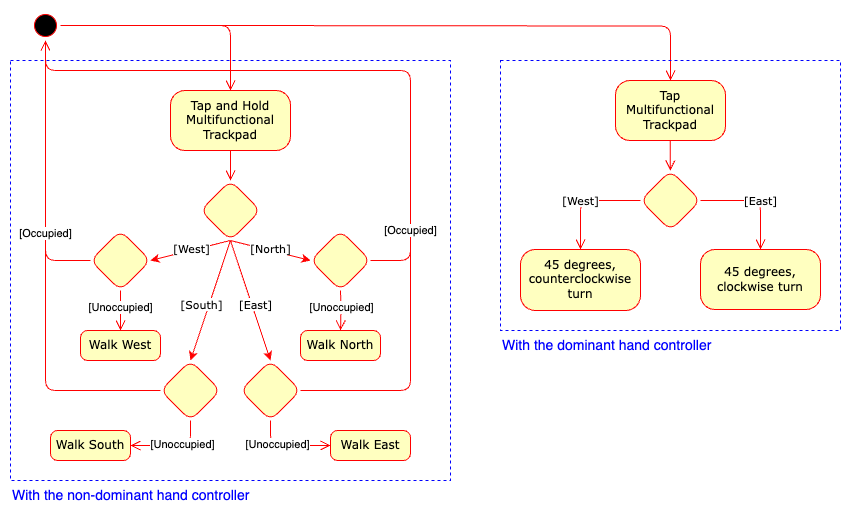 Tap and Hold
Multifunctional
Trackpad
Tap
Multifunctional
Trackpad
[West]
[East]
[Occupied]
[West]
[North]
[Occupied]
45 degrees,
counterclockwise
turn
45 degrees,
clockwise turn
[Unoccupied]
[South]
[East]
[Unoccupied]
Walk West
Walk North
With the dominant hand controller
Walk South
[Unoccupied]
[Unoccupied]
Walk East
With the non-dominant hand controller